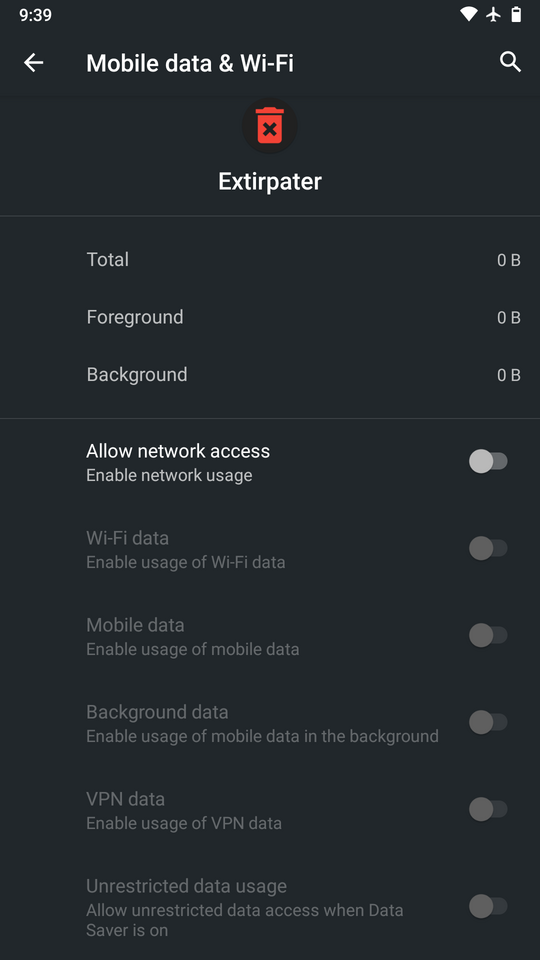 9:39
Mobile data & Wi-Fi
Extirpater
Total 0 B
Foreground 0 B
Background 0 B
Allow network access
Enable network usage
Wi-Fi data
Enable usage of Wi-Fi data
Mobile data
Enable usage of mobile data
Background data
Enable usage of mobile data in the background
VPN data
Enable usage of VPN data
Unrestricted data usage
Allow unrestricted data access when Data
Saver is on